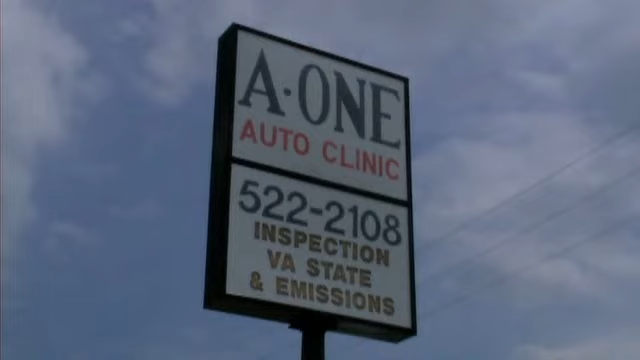 A·ONE
AUTO CLINIC
522-2108
INSPECTION
VA STATE
& EMISSIONS